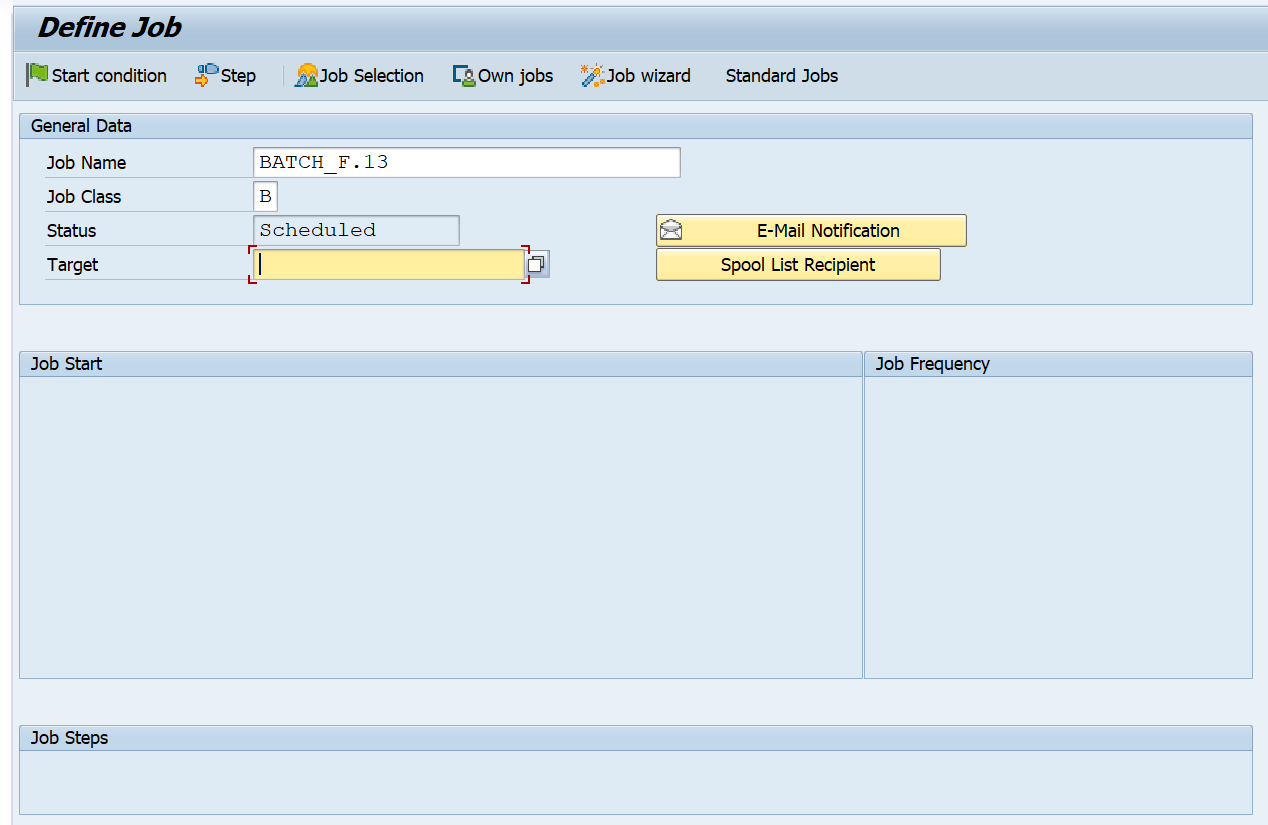 Define Job
Start condition Step Job Selection Own jobs Job wizard Standard Jobs
General Data
Job Name BATCH_F.13
Job Class B
Status Scheduled E-Mail Notification
Target Spool List Recipient
Job Start Job Frequency
Job Steps